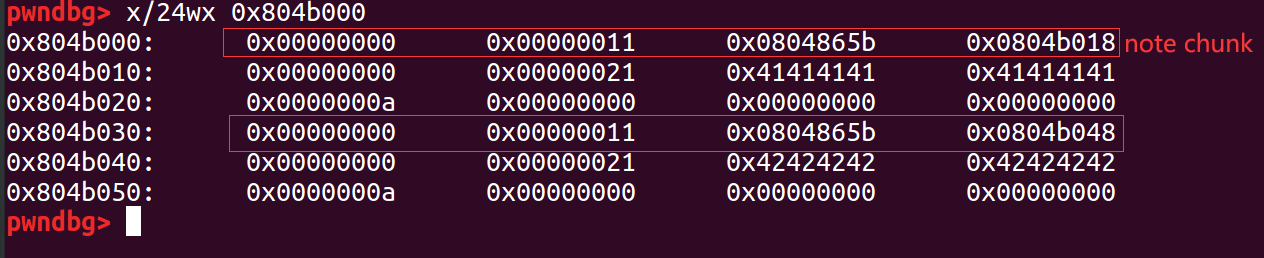 pwndbg> x/24wx 0x804b000
0x804b000: 0x00000000 0x00000011 0x0804865b 0x0804b018 note chunk
0x804b010: 0x00000000 0x00000021 0x41414141 0x41414141
0x804b020: 0x0000000a 0x00000000 0x00000000 0x00000000
0x804b030: 0x00000000 0x00000011 0x0804865b 0x0804b048
0x804b040: 0x00000000 0x00000021 0x42424242 0x42424242
0x804b050: 0x0000000a 0x00000000 0x00000000 0x00000000
pwndbg>